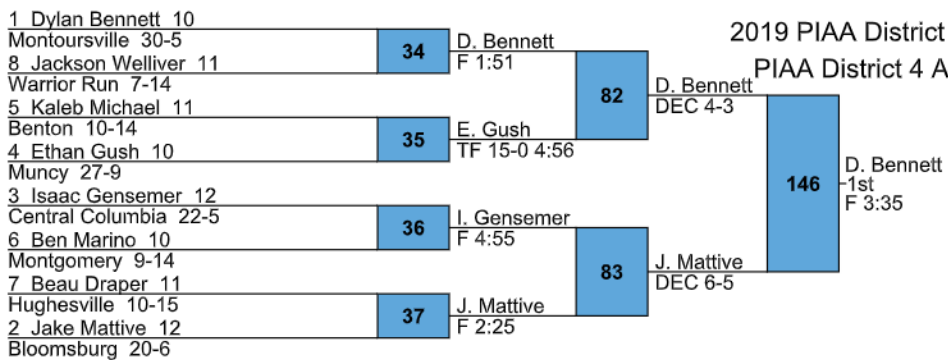 2019 PIAA District
PIAA District 4 A
1 Dylan Bennett 10
Montoursville 30-5
8 Jackson Welliver 11
Warrior Run 7-14
5 Kaleb Michael 11
Benton 10-14
4 Ethan Gush 10
Muncy 27-9
3 Isaac Gensemer 12
Central Columbia 22-5
6 Ben Marino 10
Montgomery 9-14
7 Beau Draper 11
Hughesville 10-15
2 Jake Mattive 12
Bloomsburg 20-6
34
35
36
37
D. Bennett
F 1:51
E. Gush
TF 15-0 4:56
I. Gensemer
F 4:55
J. Mattive
F 2:25
82
83
D. Bennett
DEC 4-3
J. Mattive
DEC 6-5
146
D. Bennett
1st
F 3:35